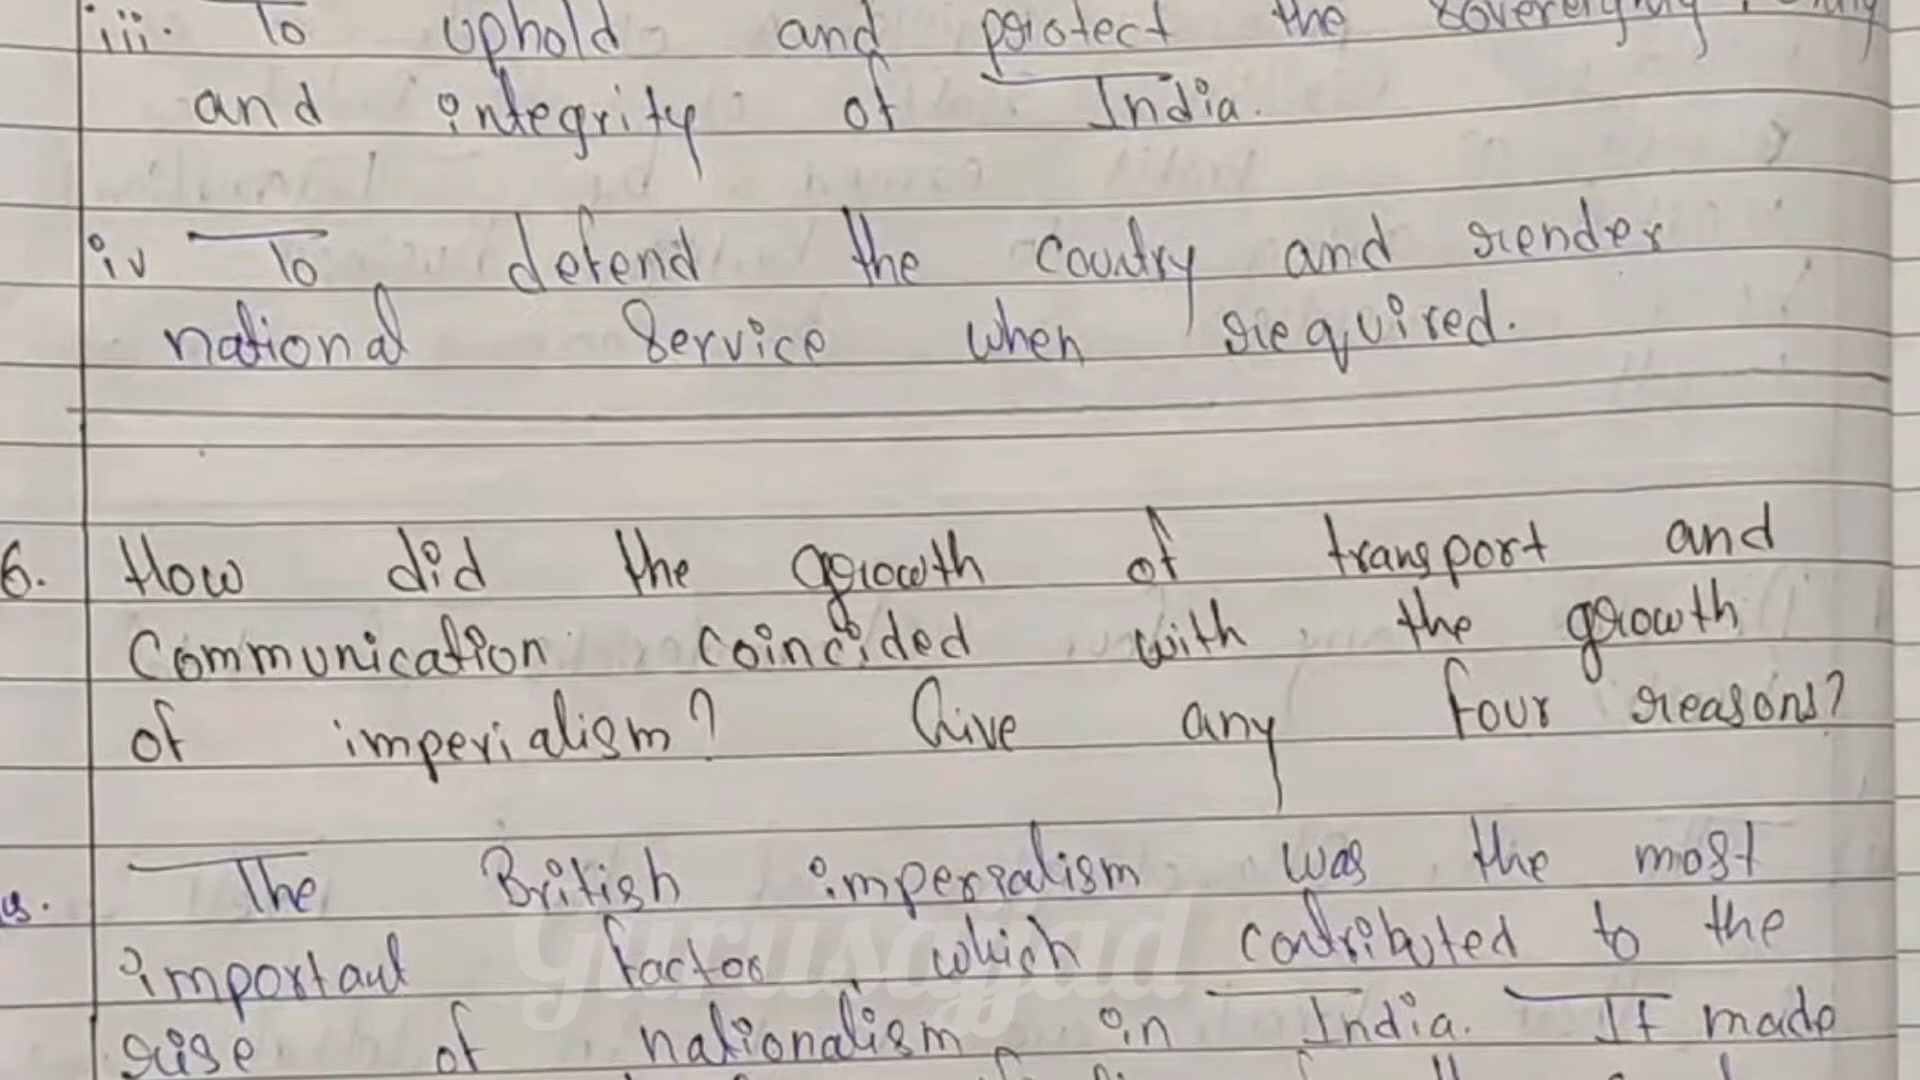 iii. To uphold and protect the sovereignty,
and integrity of India.
iv To defend the country and render
national Service when required.
6. How did the growth of transport and
Communication coincided with the growth
of imperialism? Give any four reasons?
The British imperialism was the most
important factor, which contributed to the
rise of nationalism in India. It made
Gurusajjad